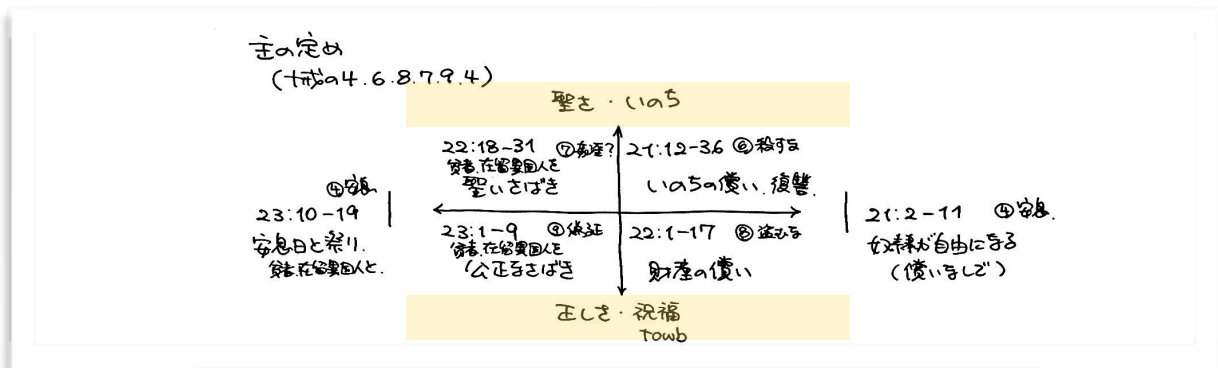 主の定め
(十戒の4.6.8.7.9.4)
聖さ・いのち
22:18-31 ⑦姦淫?
貧者、在留異国人を
聖いさばき
21:12-36 ⑥殺すな
いのちの償い、復讐
④安息
23:10-19
安息日と祭り、
貧者、在留異国人と、
23:1-9 ⑨偽証
貧者、在留異国人を
公正なさばき
22:1-17 ⑧盗むな
財産の償い
21:2-11 ④安息、
奴隷が自由になる
(償いなしで)
正しさ・祝福
towb